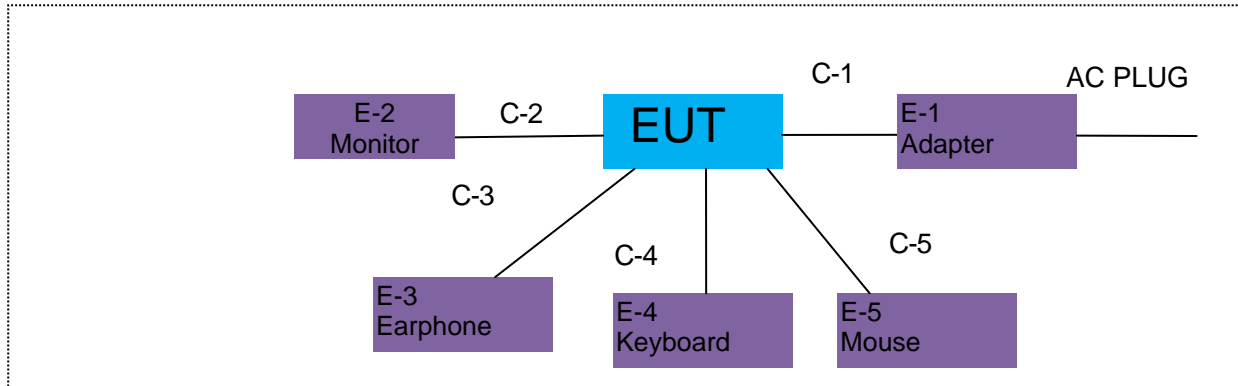 C-1
AC PLUG
E-2
Monitor
C-2
EUT
E-1
Adapter
C-3
C-4
C-5
E-3
Earphone
E-4
Keyboard
E-5
Mouse